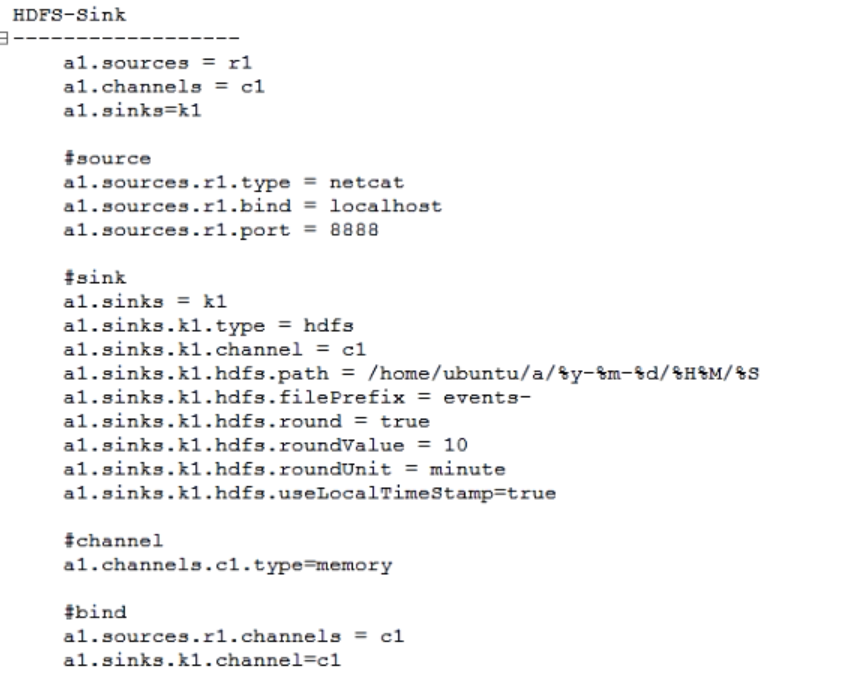 HDFS-Sink
------------------
a1.sources = r1
a1.channels = c1
a1.sinks=k1
#source
a1.sources.r1.type = netcat
a1.sources.r1.bind = localhost
a1.sources.r1.port = 8888
#sink
a1.sinks = k1
a1.sinks.k1.type = hdfs
a1.sinks.k1.channel = c1
a1.sinks.k1.hdfs.path = /home/ubuntu/a/%y-%m-%d/%H%M/%S
a1.sinks.k1.hdfs.filePrefix = events-
a1.sinks.k1.hdfs.round = true
a1.sinks.k1.hdfs.roundValue = 10
a1.sinks.k1.hdfs.roundUnit = minute
a1.sinks.k1.hdfs.useLocalTimeStamp=true
#channel
a1.channels.c1.type=memory
#bind
a1.sources.r1.channels = c1
a1.sinks.k1.channel=c1